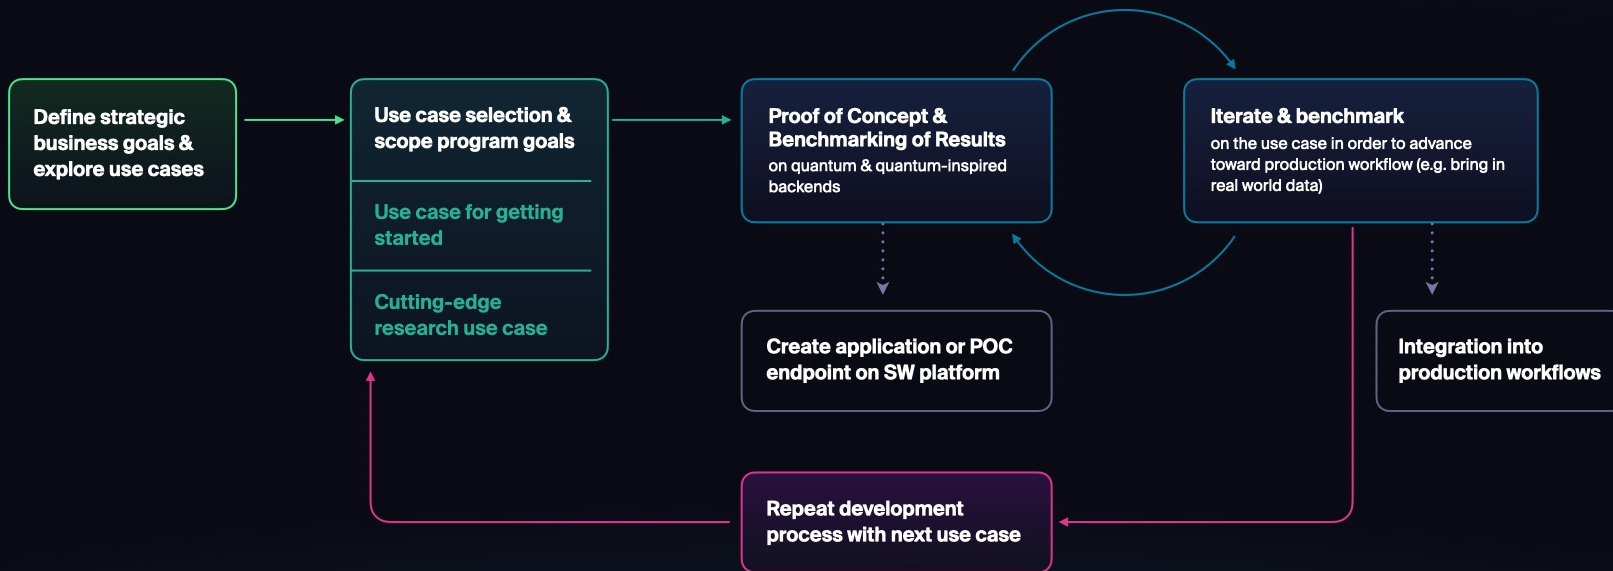 Define strategic
business goals &
explore use cases
Use case selection &
scope program goals
Use case for getting
started
Cutting-edge
research use case
Proof of Concept &
Benchmarking of Results
on quantum & quantum-inspired
backends
Iterate & benchmark
on the use case in order to advance
toward production workflow (e.g. bring in
real world data)
Create application or POC
endpoint on SW platform
Integration into
production workflows
Repeat development
process with next use case